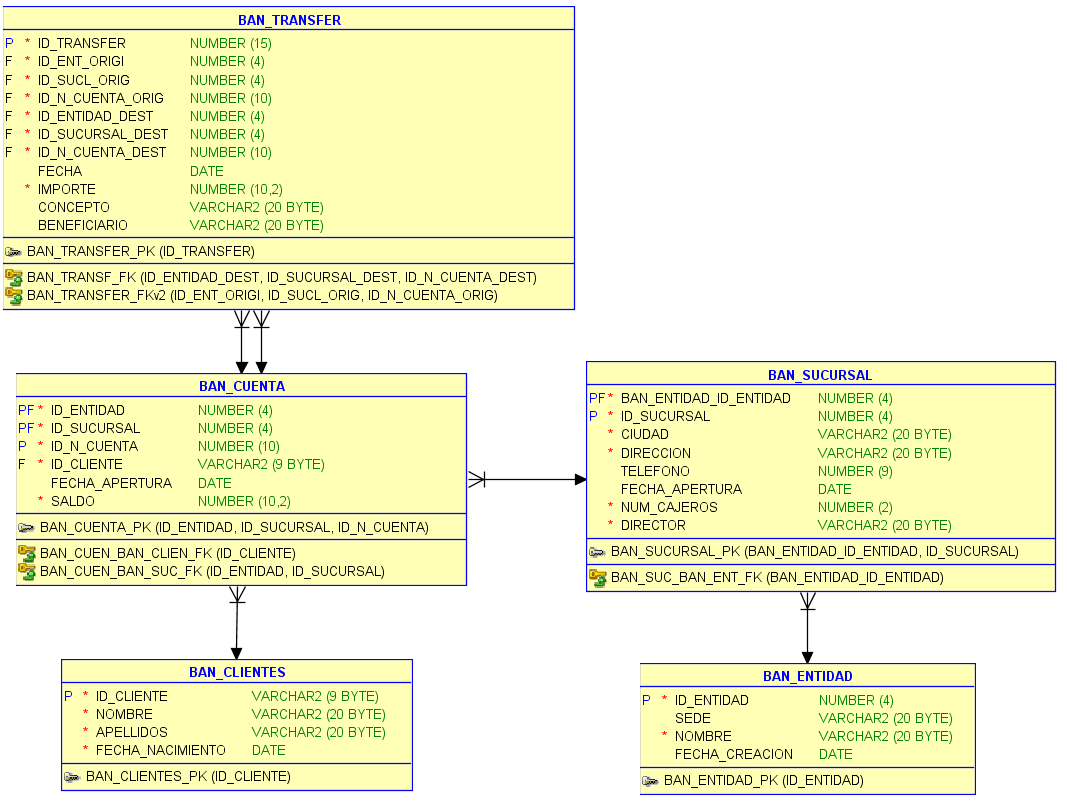 BAN_TRANSFER
P * ID_TRANSFER NUMBER (15)
F * ID_ENT_ORIGI NUMBER (4)
F * ID_SUCL_ORIG NUMBER (4)
F * ID_N_CUENTA_ORIG NUMBER (10)
F * ID_ENTIDAD_DEST NUMBER (4)
F * ID_SUCURSAL_DEST NUMBER (4)
F * ID_N_CUENTA_DEST NUMBER (10)
FECHA DATE
* IMPORTE NUMBER (10,2)
CONCEPTO VARCHAR2 (20 BYTE)
BENEFICIARIO VARCHAR2 (20 BYTE)
BAN_TRANSFER_PK (ID_TRANSFER)
BAN_TRANSF_FK (ID_ENTIDAD_DEST, ID_SUCURSAL_DEST, ID_N_CUENTA_DEST)
BAN_TRANSFER_FKv2 (ID_ENT_ORIGI, ID_SUCL_ORIG, ID_N_CUENTA_ORIG)
BAN_CUENTA
PF * ID_ENTIDAD NUMBER (4)
PF * ID_SUCURSAL NUMBER (4)
P * ID_N_CUENTA NUMBER (10)
F * ID_CLIENTE VARCHAR2 (9 BYTE)
FECHA_APERTURA DATE
* SALDO NUMBER (10,2)
BAN_CUENTA_PK (ID_ENTIDAD, ID_SUCURSAL, ID_N_CUENTA)
BAN_CUEN_BAN_CLIEN_FK (ID_CLIENTE)
BAN_CUEN_BAN_SUC_FK (ID_ENTIDAD, ID_SUCURSAL)
BAN_SUCURSAL
PF * BAN_ENTIDAD_ID_ENTIDAD NUMBER (4)
P * ID_SUCURSAL NUMBER (4)
* CIUDAD VARCHAR2 (20 BYTE)
* DIRECCION VARCHAR2 (20 BYTE)
TELEFONO NUMBER (9)
FECHA_APERTURA DATE
* NUM_CAJEROS NUMBER (2)
* DIRECTOR VARCHAR2 (20 BYTE)
BAN_SUCURSAL_PK (BAN_ENTIDAD_ID_ENTIDAD, ID_SUCURSAL)
BAN_SUC_BAN_ENT_FK (BAN_ENTIDAD_ID_ENTIDAD)
BAN_CLIENTES
P * ID_CLIENTE VARCHAR2 (9 BYTE)
* NOMBRE VARCHAR2 (20 BYTE)
* APELLIDOS VARCHAR2 (20 BYTE)
* FECHA_NACIMIENTO DATE
BAN_CLIENTES_PK (ID_CLIENTE)
BAN_ENTIDAD
P * ID_ENTIDAD NUMBER (4)
SEDE VARCHAR2 (20 BYTE)
* NOMBRE VARCHAR2 (20 BYTE)
FECHA_CREACION DATE
BAN_ENTIDAD_PK (ID_ENTIDAD)